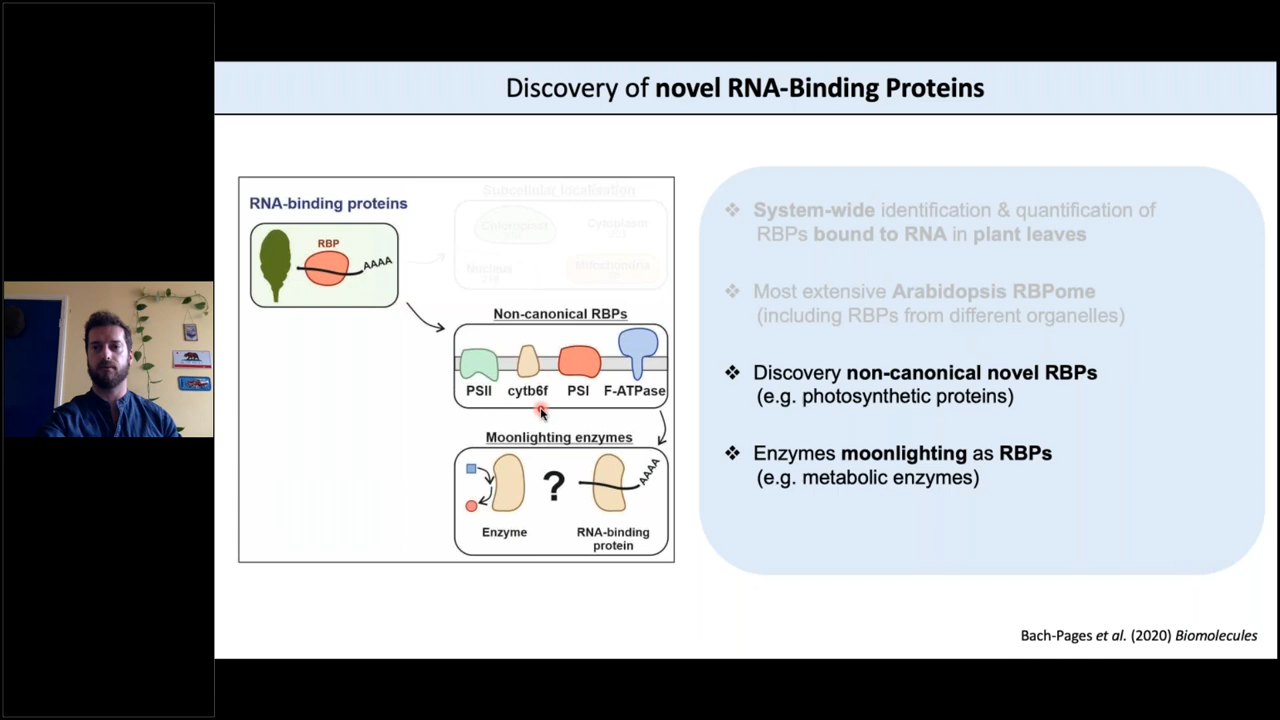 Discovery of novel RNA-Binding Proteins
RNA-binding proteins
RBP
AAAA
Subcellular localisation
Chloroplast
Cytoplasm
Nucleus
Mitochondria
Non-canonical RBPs
PSII cytb6f PSI F-ATPase
Moonlighting enzymes
?
AAAA
Enzyme
RNA-binding
protein
❖ System-wide identification & quantification of
RBPs bound to RNA in plant leaves
❖ Most extensive Arabidopsis RBPome
(including RBPs from different organelles)
❖ Discovery non-canonical novel RBPs
(e.g. photosynthetic proteins)
❖ Enzymes moonlighting as RBPs
(e.g. metabolic enzymes)
Bach-Pages et al. (2020) Biomolecules